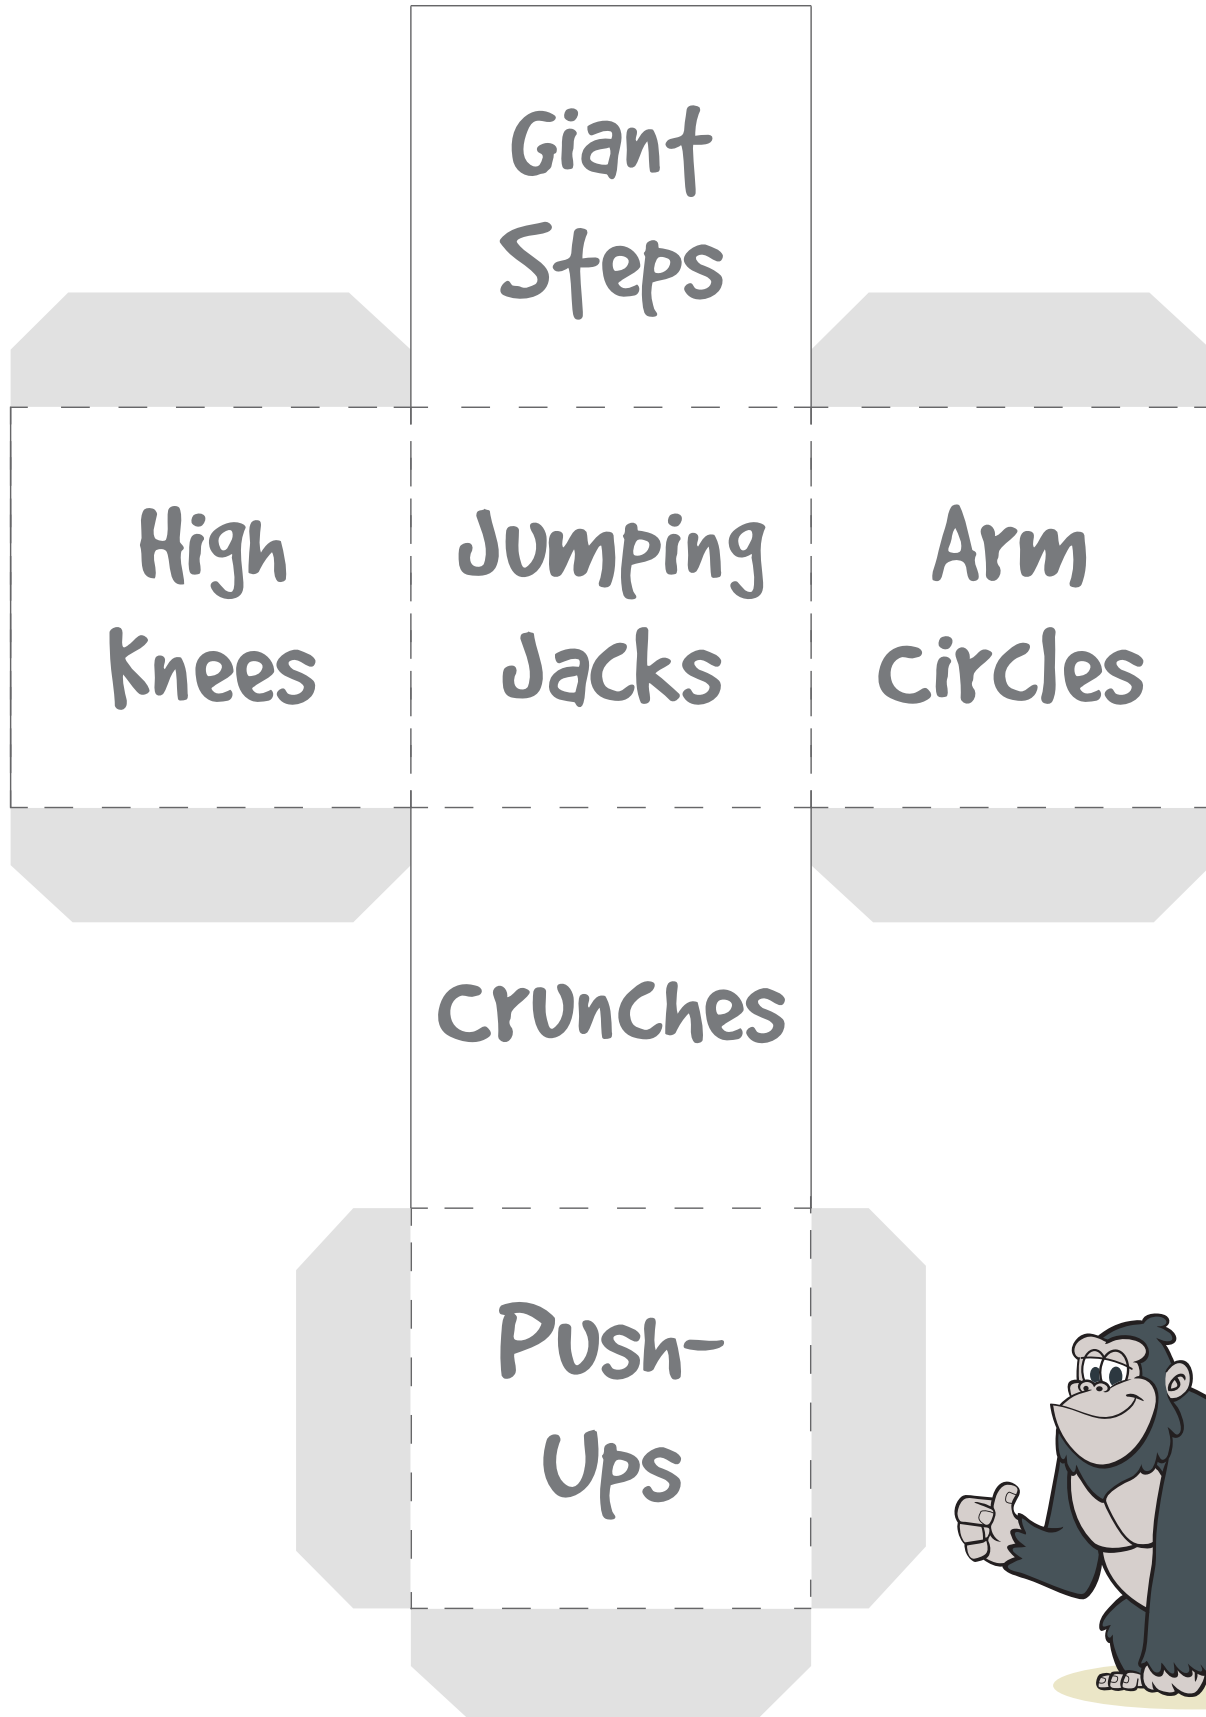 Giant
Steps
High
Knees
Jumping
Jacks
Arm
Circles
Crunches
Push-
Ups